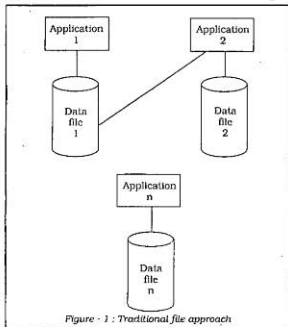 Application
1
Application
2
Data
file
1
Data
file
2
Application
n
Data
file
n
Figure - 1 : Traditional file approach